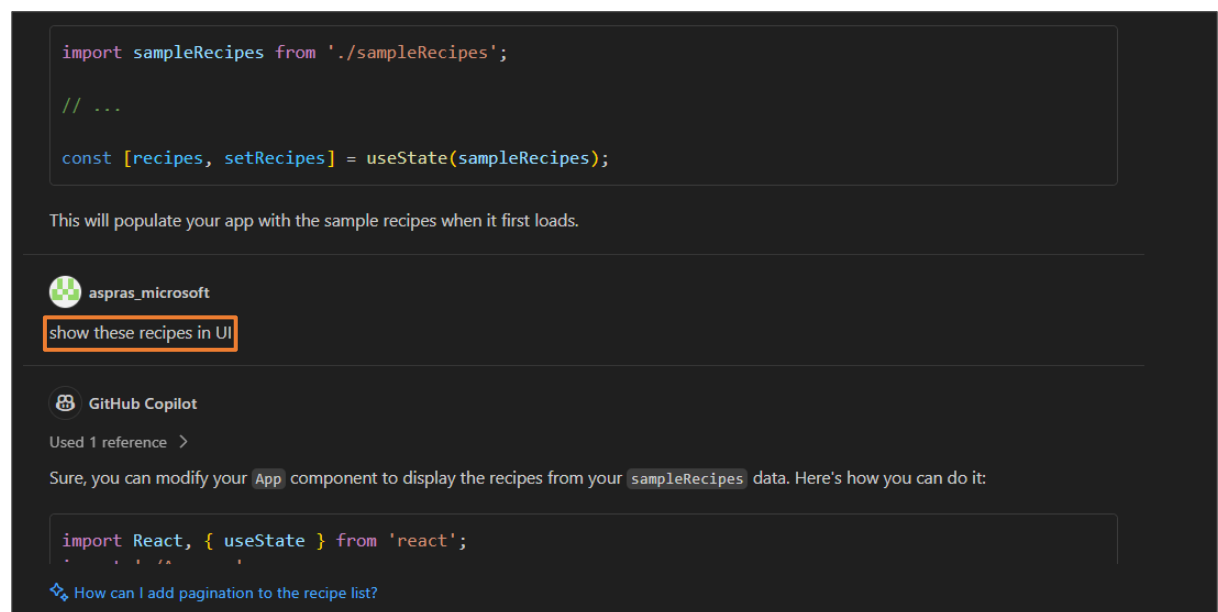 import sampleRecipes from './sampleRecipes';
// ...
const [recipes, setRecipes] = useState(sampleRecipes);
This will populate your app with the sample recipes when it first loads.
aspras_microsoft
show these recipes in UI
GitHub Copilot
Used 1 reference
Sure, you can modify your App component to display the recipes from your sampleRecipes data. Here's how you can do it:
import React, { useState } from 'react';
How can I add pagination to the recipe list?